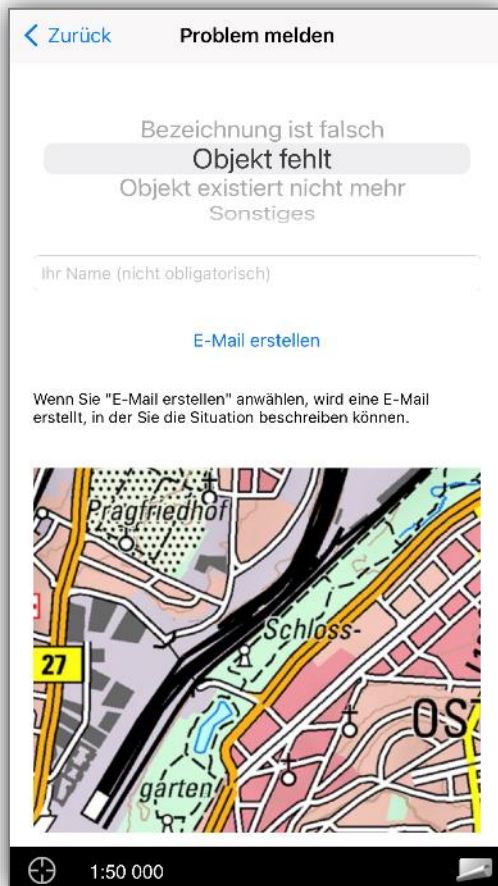 Zurück
Problem melden
Bezeichnung ist falsch
Objekt fehlt
Objekt existiert nicht mehr
Sonstiges
Ihr Name (nicht obligatorisch)
E-Mail erstellen
Wenn Sie "E-Mail erstellen" anwählen, wird eine E-Mail
erstellt, in der Sie die Situation beschreiben können.
Pragfriedhof
Schloss-
27
OST
garten
1:50 000